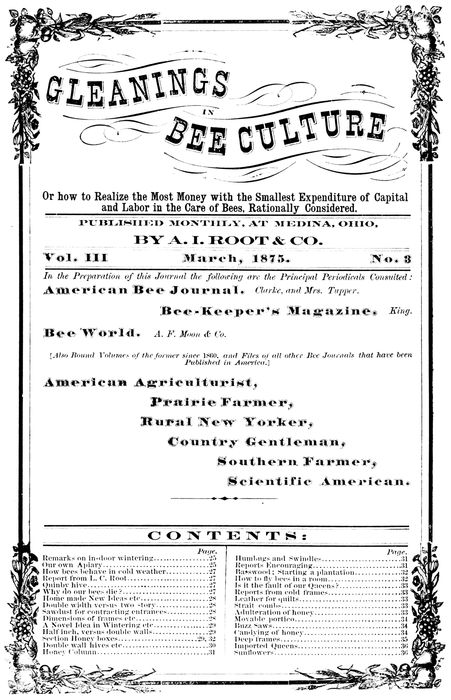 GLEANINGS
IN
BEE CULTURE
Or how to Realize the Most Money with the Smallest Expenditure of Capital
and Labor in the Care of Bees, Rationally Considered.
PUBLISHED MONTHLY, AT MEDINA, OHIO,
BY A. I. ROOT & CO.
Vol. III March, 1875. No. 3
In the Preparation of this Journal the following are the Principal Periodicals Consulted:
American Bee Journal. Clarke, and Mrs. Tupper.
Bee-Keeper's Magazine, King.
Bee World. A. F. Moon & Co.
[Also Bound Volumes of the former since 1860, and Files of all other Bee Journals that have been
Published in America.]
American Agriculturist,
Prairie Farmer,
Rural New Yorker,
Country Gentleman,
Southern Farmer,
Scientific American.
CONTENTS:
Page.
Remarks on in-door wintering....25
Our own Apiary....25
How bees behave in cold weather....27
Report from L. C. Root....27
Quinby hive....27
Why do our bees die?....28
Home made New Ideas etc....28
Double width versus two story....28
Sawdust for contracting entrances....28
Dimensions of frames etc....28
A Novel Idea in Wintering etc....29
Half inch, versus double walls....29
Section Honey boxes....29, 32
Double wall hives etc....30
Honey Column....31
Page.
Humbugs and Swindles....31
Reports Encouraging....31
Basswood; Starting a plantation....32
How to fly bees in a room....32
Is it the fault of our Queens?....32
Reports from cold frames....33
Leather for quilts....33
Strait combs....33
Adulteration of honey....34
Movable portico....34
Buzz Saws....34
Candying of honey....34
Deep frames....35
Imported Queens....36
Sunflowers....36